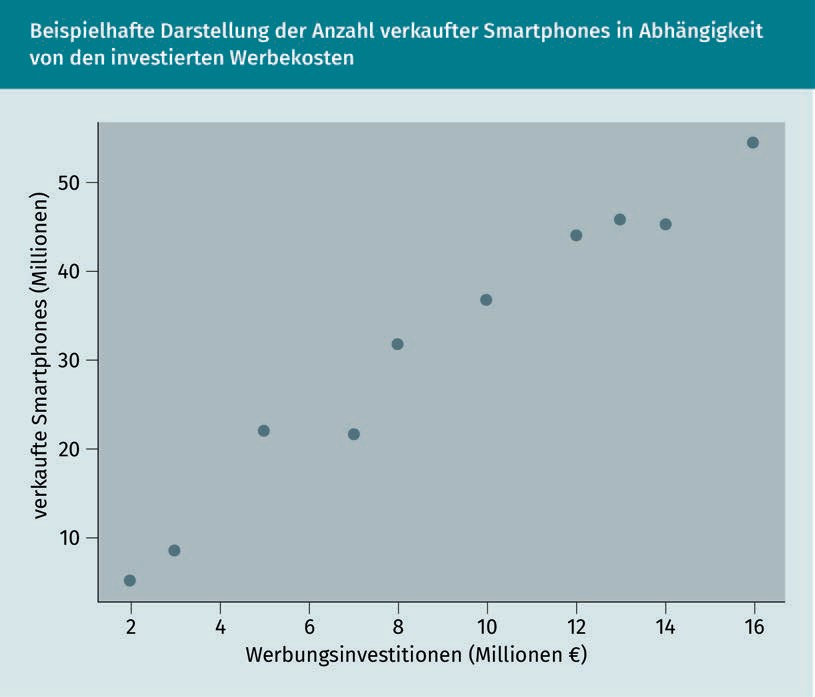 Beispielhafte Darstellung der Anzahl verkaufter Smartphones in Abhängigkeit
von den investierten Werbekosten
verkaufte Smartphones (Millionen)
50
40
30
20
10
2 4 6 8 10 12 14 16
Werbungsinvestitionen (Millionen €)